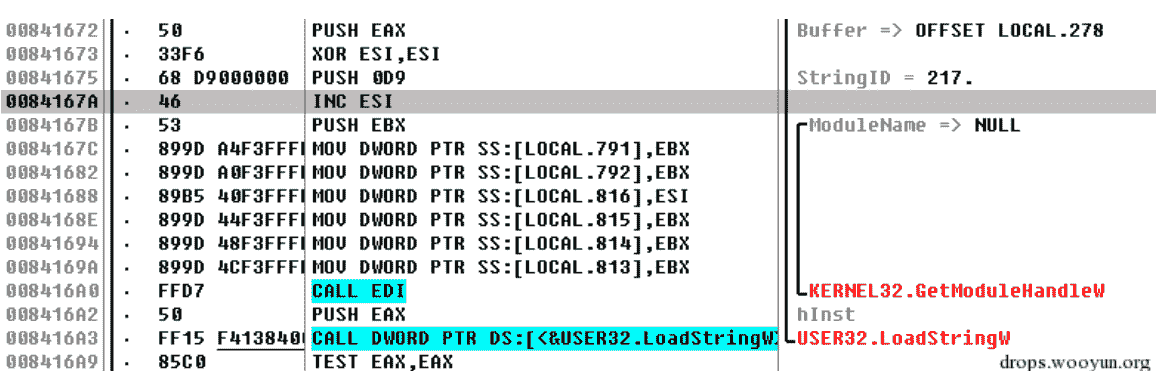 00841672 . 50 PUSH EAX Buffer => OFFSET LOCAL.278
00841673 . 33F6 XOR ESI,ESI
00841675 . 68 D9000000 PUSH 0D9 StringID = 217.
0084167A . 46 INC ESI
0084167B . 53 PUSH EBX ModuleName => NULL
0084167C . 899D A4F3FFF MOV DWORD PTR SS:[LOCAL.791],EBX
00841682 . 899D A0F3FFF MOV DWORD PTR SS:[LOCAL.792],EBX
00841688 . 89B5 40F3FFF MOV DWORD PTR SS:[LOCAL.816],ESI
0084168E . 899D 44F3FFF MOV DWORD PTR SS:[LOCAL.815],EBX
00841694 . 899D 48F3FFF MOV DWORD PTR SS:[LOCAL.814],EBX
0084169A . 899D 4CF3FFF MOV DWORD PTR SS:[LOCAL.813],EBX
008416A0 . FFD7 CALL EDI KERNEL32.GetModuleHandleW
008416A2 . 50 PUSH EAX hInst
008416A3 . FF15 F4138400 CALL DWORD PTR DS:[<&USER32.LoadStringW> USER32.LoadStringW
008416A9 . 85C0 TEST EAX,EAX
drops.wooyun.org